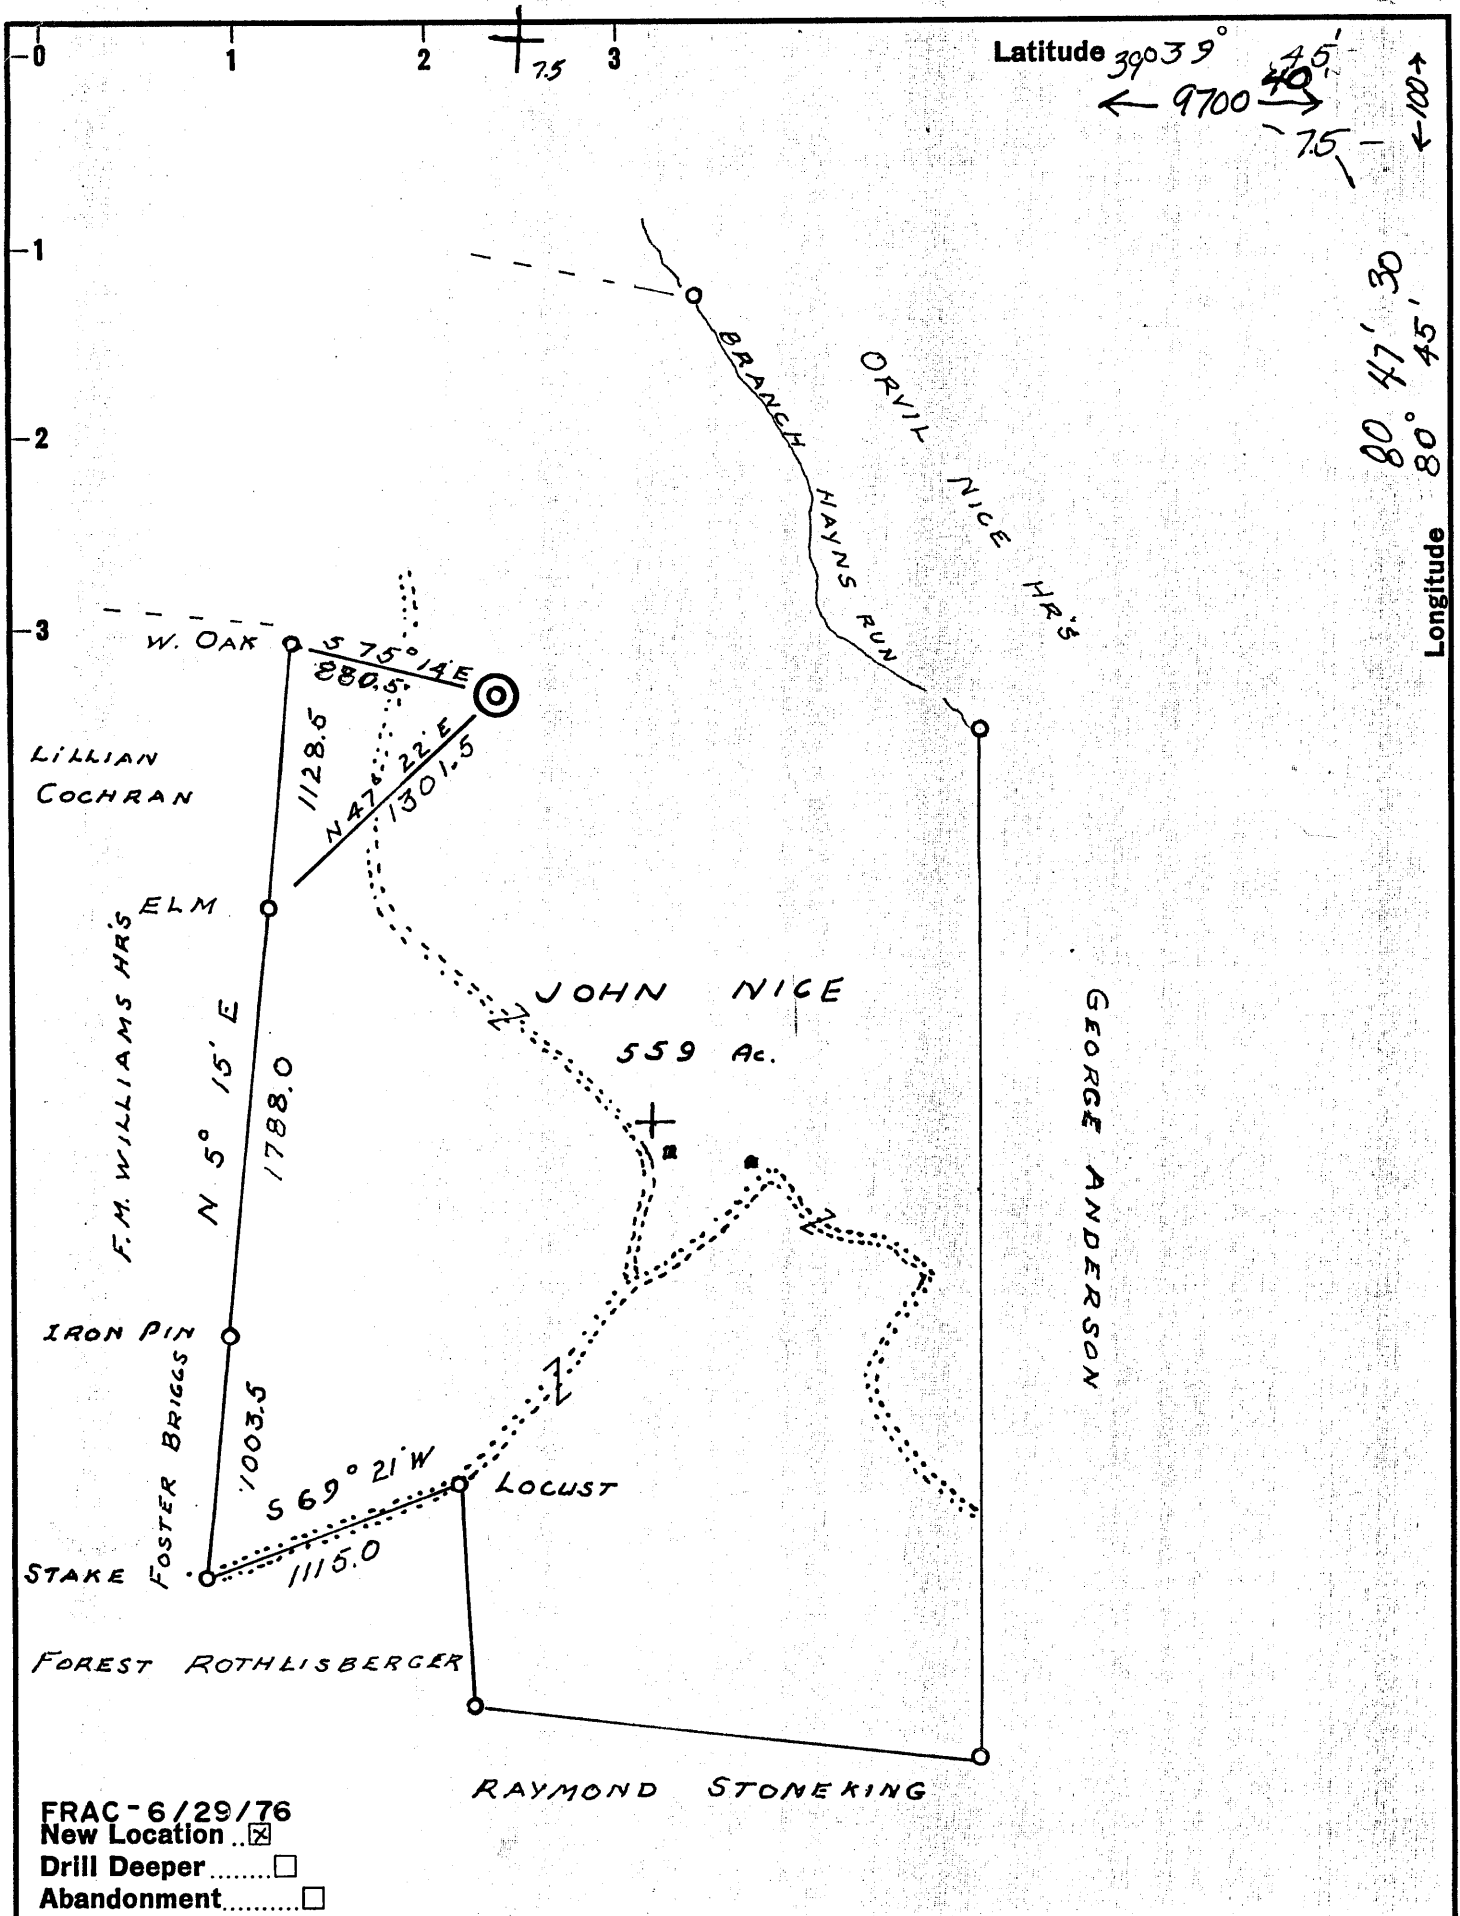 0 1 2 3
7.5
Latitude 39039° 45'
40'
← 9700 →
7.5
←100→
80 47' 30
80° 45'
Longitude
1
2
3
BRANCH HAYNS RUN
ORVIL NICE HR'S
W. OAK
S 75° 14' E
880.5
LILLIAN
COCHRAN
1128.5
N 47° 22' E
1301.5
ELM
F.M. WILLIAMS HR'S
N 5° 15' E
1788.0
JOHN NICE
559 Ac.
GEORGE ANDERSON
IRON PIN
FOSTER BRIGGS
1003.5
S 69° 21' W
1115.0
LOCUST
STAKE
FOREST ROTHLISBERGER
RAYMOND STONEKING
FRAC - 6/29/76
New Location ..☒
Drill Deeper ........☐
Abandonment..........☐